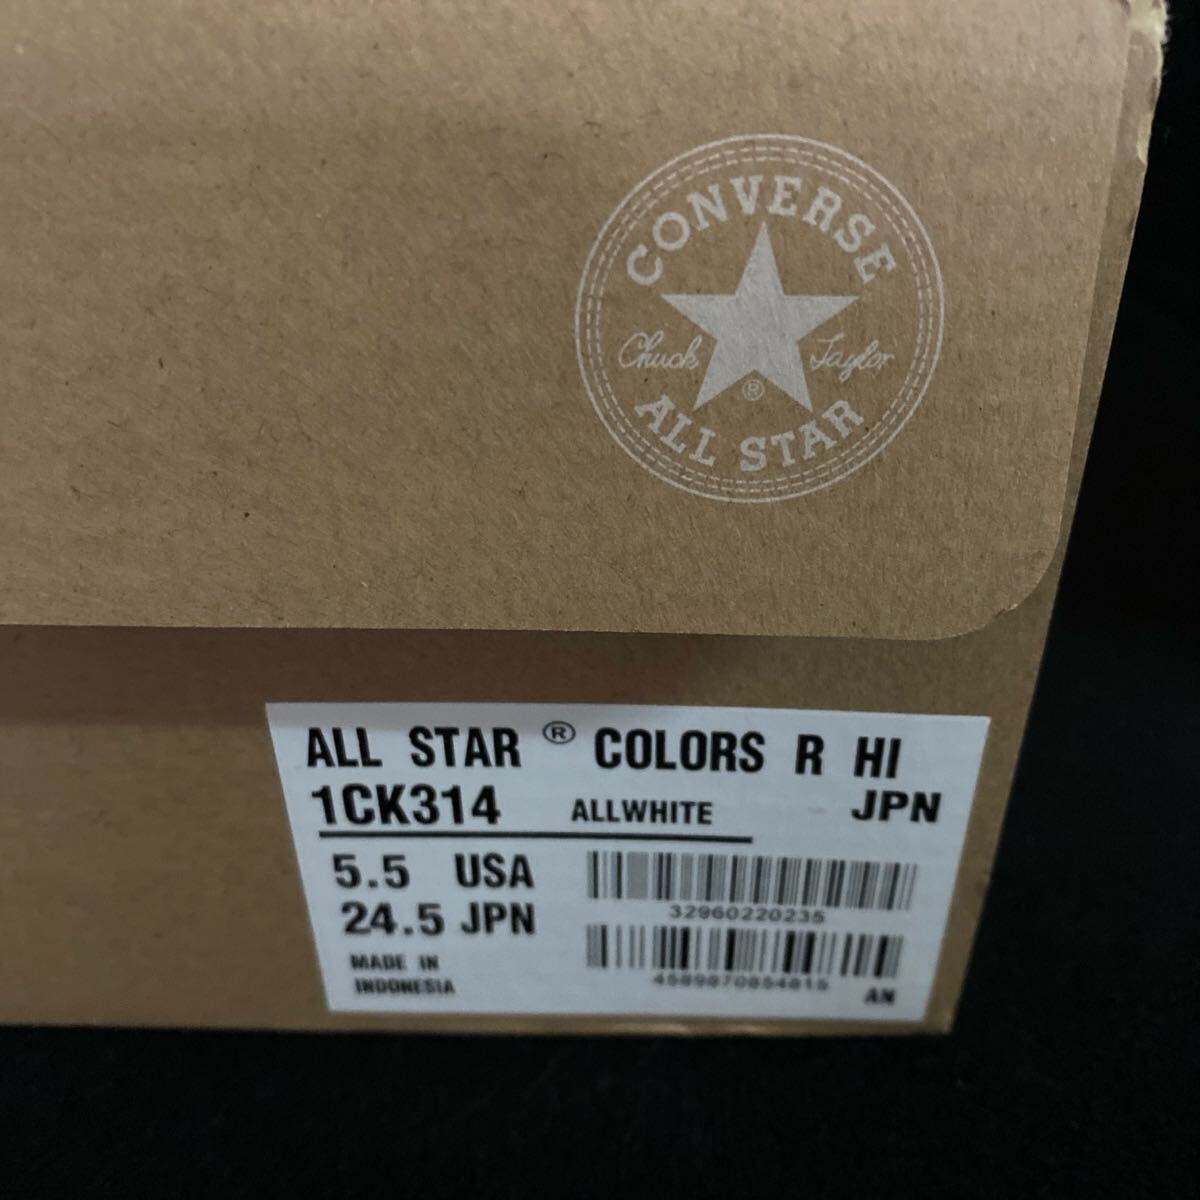 CONVERSE
Chuck Taylor
®
ALL STAR
ALL STAR ® COLORS R HI
1CK314 ALLWHITE JPN
5.5 USA
24.5 JPN
32960220235
MADE IN
INDONESIA
4589870854815
AN